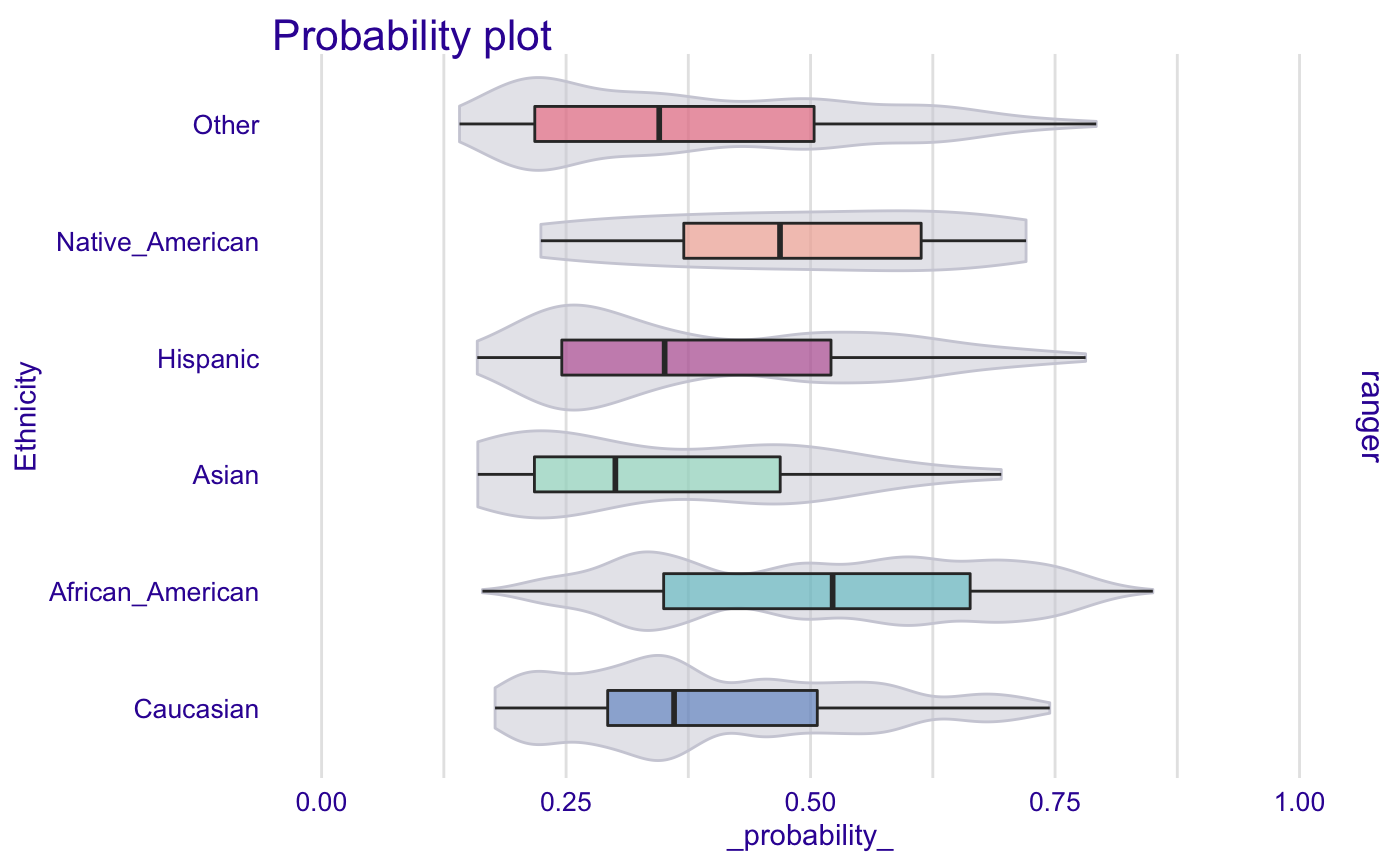 Probability plot
Other
Native_American
Hispanic
Asian
African_American
Caucasian
Ethnicity
ranger
0.00
0.25
0.50
0.75
1.00
_probability_